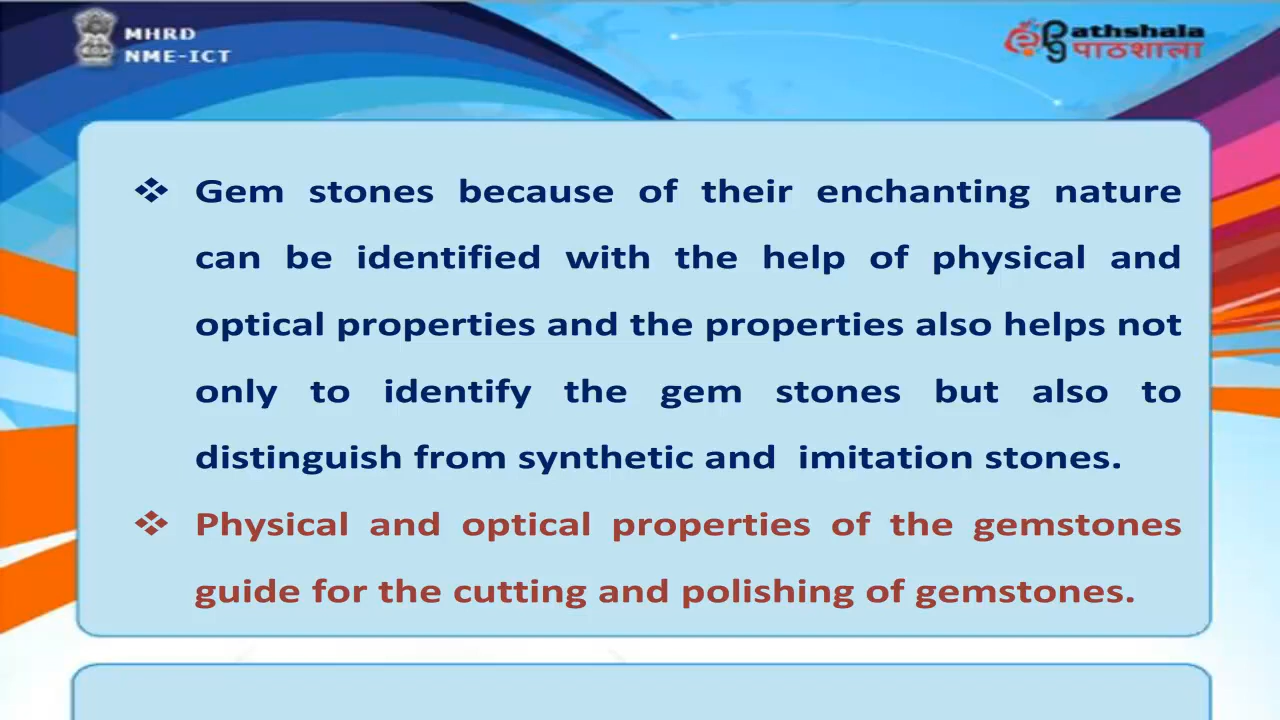 MHRD
NME-ICT
ePg athshala
पाठशाला
Gem stones because of their enchanting nature
can be identified with the help of physical and
optical properties and the properties also helps not
only to identify the gem stones but also to
distinguish from synthetic and imitation stones.
Physical and optical properties of the gemstones
guide for the cutting and polishing of gemstones.